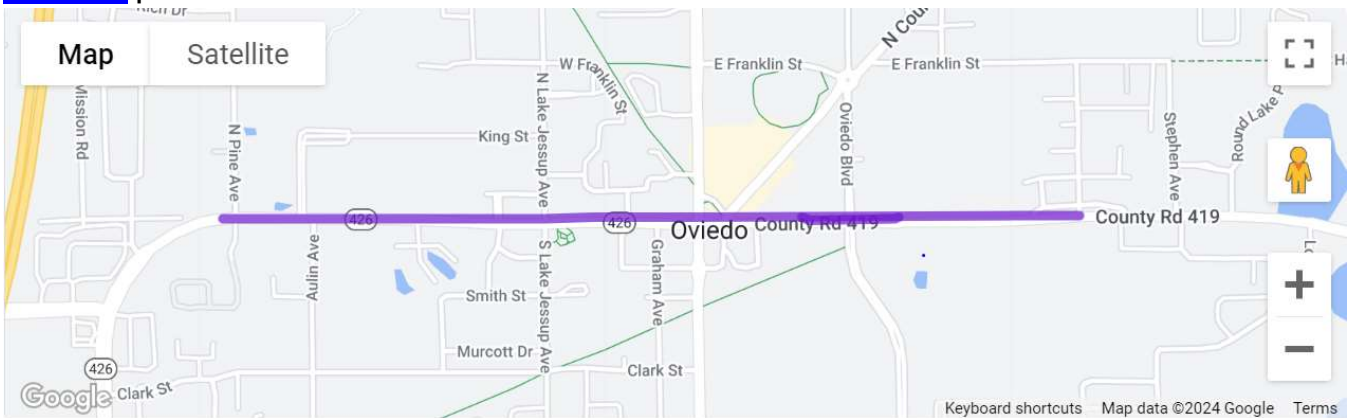 Rich Dr
Map
Satellite
N Cou
Mission Rd
N Pine Ave
King St
N Lake Jessup Ave
W Franklin St
E Franklin St
E Franklin St
Oviedo Blvd
Stephen Ave
Round Lake
426
426
Oviedo
County Rd 419
County Rd 419
Aulin Ave
S Lake Jessup Ave
Graham Ave
Smith St
Murcott Dr
Clark St
426
Clark St
Google
Keyboard shortcuts
Map data ©2024 Google
Terms